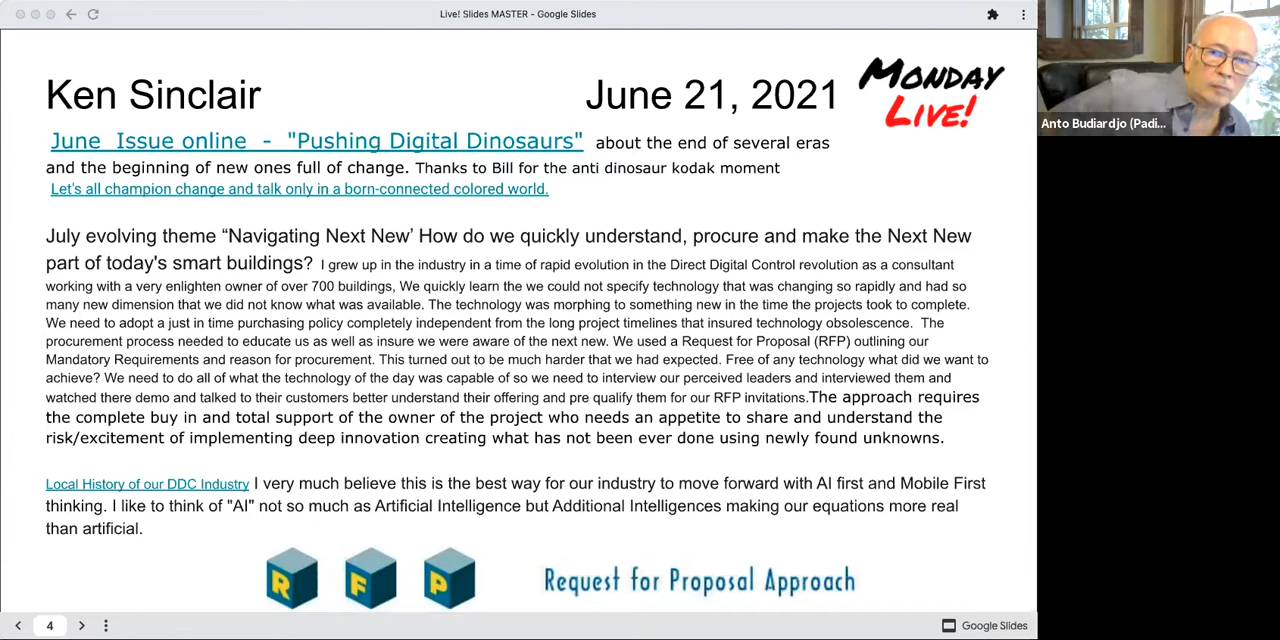 Live! Slides MASTER - Google Slides
Ken Sinclair
June 21, 2021
MONDAY
LIVE!
Anto Budiardjo (Padi...
June Issue online - "Pushing Digital Dinosaurs" about the end of several eras
and the beginning of new ones full of change. Thanks to Bill for the anti dinosaur kodak moment
Let's all champion change and talk only in a born-connected colored world.
July evolving theme “Navigating Next New’ How do we quickly understand, procure and make the Next New
part of today's smart buildings? I grew up in the industry in a time of rapid evolution in the Direct Digital Control revolution as a consultant
working with a very enlighten owner of over 700 buildings, We quickly learn the we could not specify technology that was changing so rapidly and had so
many new dimension that we did not know what was available. The technology was morphing to something new in the time the projects took to complete.
We need to adopt a just in time purchasing policy completely independent from the long project timelines that insured technology obsolescence. The
procurement process needed to educate us as well as insure we were aware of the next new. We used a Request for Proposal (RFP) outlining our
Mandatory Requirements and reason for procurement. This turned out to be much harder that we had expected. Free of any technology what did we want to
achieve? We need to do all of what the technology of the day was capable of so we need to interview our perceived leaders and interviewed them and
watched there demo and talked to their customers better understand their offering and pre qualify them for our RFP invitations.The approach requires
the complete buy in and total support of the owner of the project who needs an appetite to share and understand the
risk/excitement of implementing deep innovation creating what has not been ever done using newly found unknowns.
Local History of our DDC Industry I very much believe this is the best way for our industry to move forward with AI first and Mobile First
thinking. I like to think of "AI" not so much as Artificial Intelligence but Additional Intelligences making our equations more real
than artificial.
R F P Request for Proposal Approach
4
Google Slides